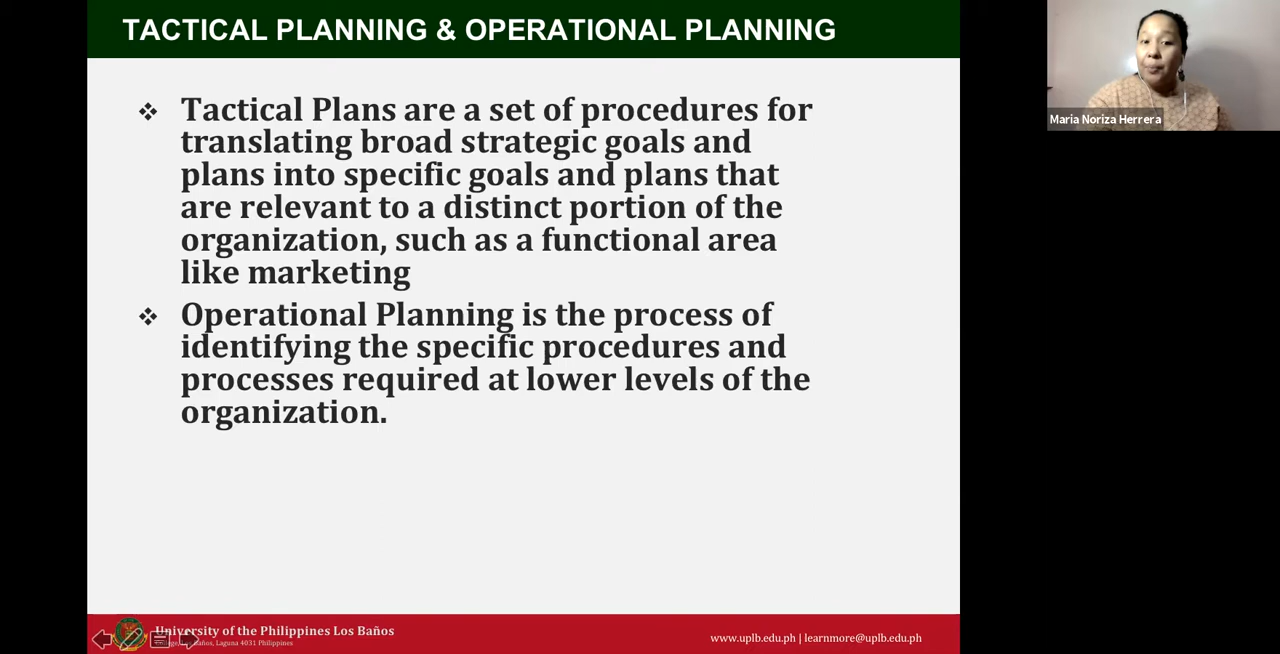 TACTICAL PLANNING & OPERATIONAL PLANNING
Maria Noriza Herrera
❖ Tactical Plans are a set of procedures for
translating broad strategic goals and
plans into specific goals and plans that
are relevant to a distinct portion of the
organization, such as a functional area
like marketing
❖ Operational Planning is the process of
identifying the specific procedures and
processes required at lower levels of the
organization.
University of the Philippines Los Baños
Baños, Laguna 4031 Philippines
www.uplb.edu.ph | learnmore@uplb.edu.ph